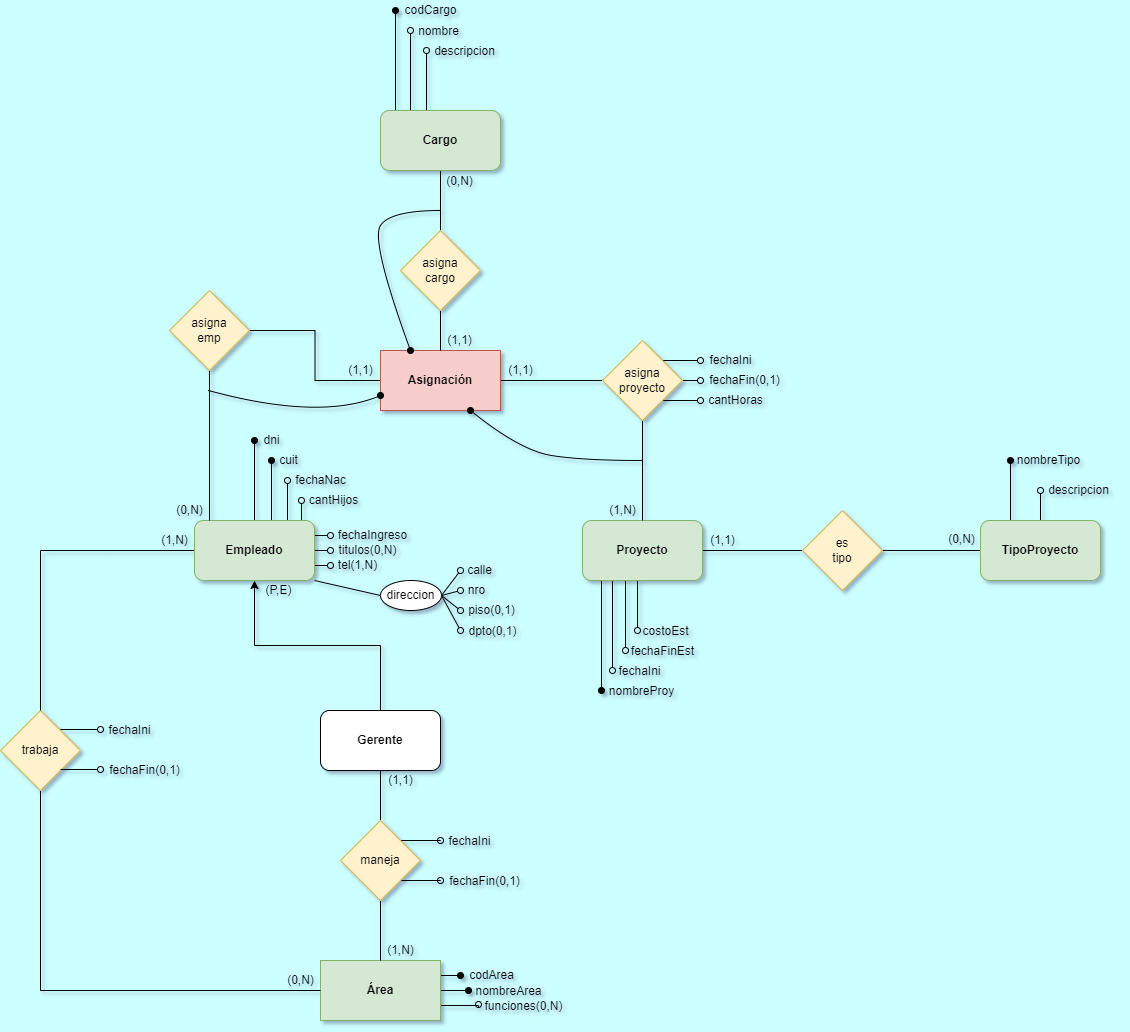 codCargo
nombre
descripcion
Cargo
(0,N)
asigna
cargo
asigna
emp
(1,1)
(1,1)
Asignación
(1,1)
asigna
proyecto
fechaIni
fechaFin(0,1)
cantHoras
dni
cuit
fechaNac
cantHijos
(0,N)
(1,N)
Empleado
fechaIngreso
titulos(0,N)
tel(1,N)
(P,E)
direccion
calle
nro
piso(0,1)
dpto(0,1)
(1,N)
Proyecto
(1,1)
es
tipo
(0,N)
nombreTipo
descripcion
TipoProyecto
costoEst
fechaFinEst
fechaIni
nombreProy
trabaja
fechaIni
fechaFin(0,1)
Gerente
(1,1)
maneja
fechaIni
fechaFin(0,1)
(1,N)
(0,N)
Área
codArea
nombreArea
funciones(0,N)